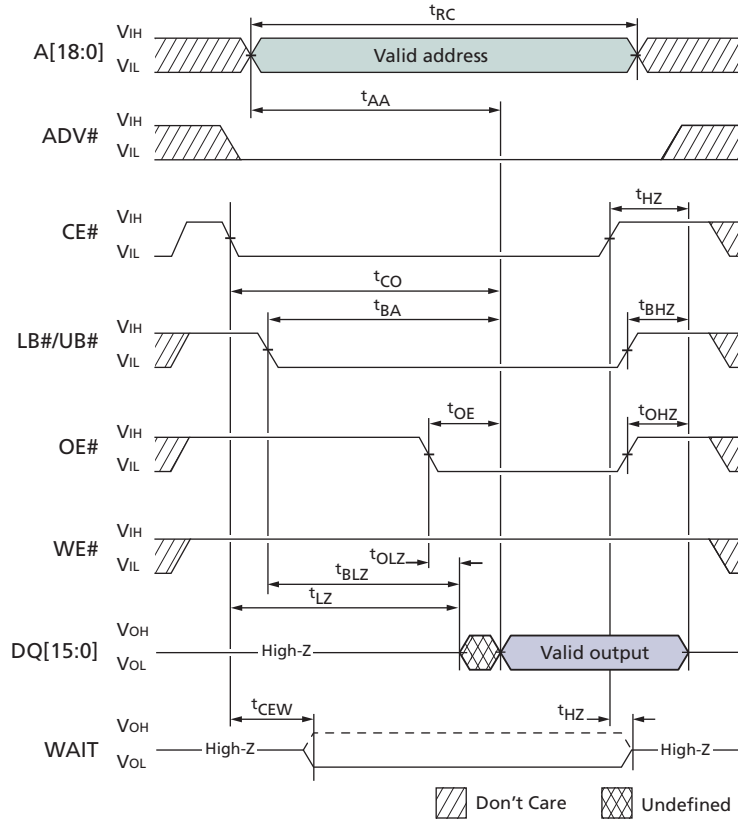 tRC
A[18:0]
VIH
VIL
Valid address
tAA
ADV#
VIH
VIL
tHZ
CE#
VIH
VIL
tCO
tBA
tBHZ
LB#/UB#
VIH
VIL
tOE
tOHZ
OE#
VIH
VIL
WE#
VIH
VIL
tOLZ
tBLZ
tLZ
DQ[15:0]
VOH
VOL
High-Z
Valid output
tCEW
tHZ
WAIT
VOH
VOL
High-Z
High-Z
Don't Care
Undefined